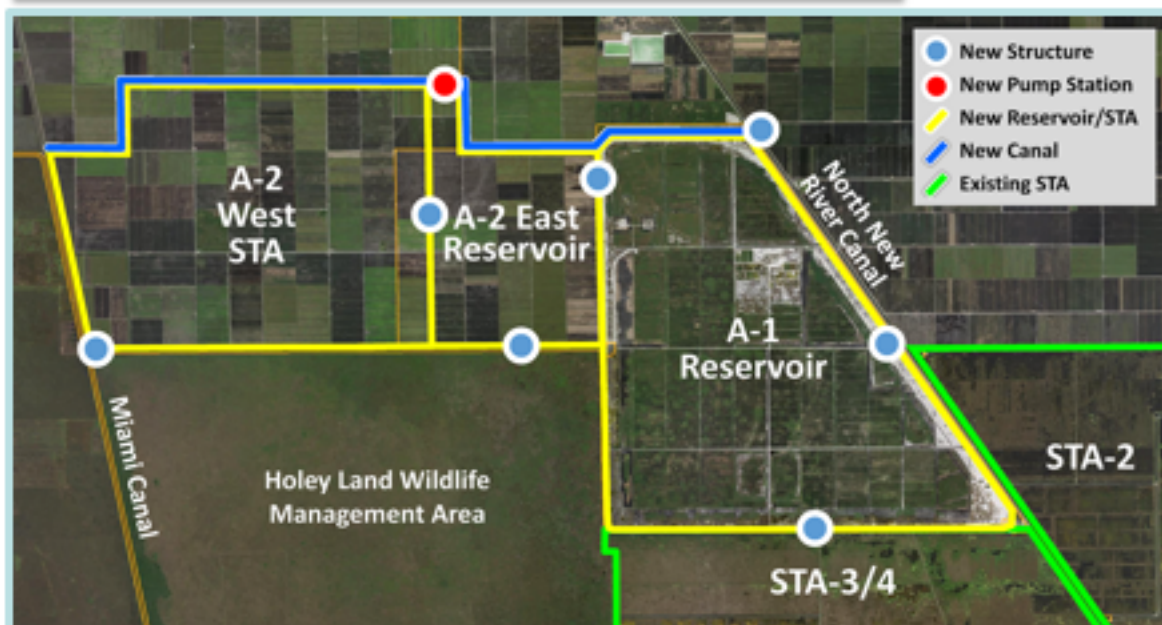 New Structure
New Pump Station
New Reservoir/STA
New Canal
Existing STA
A-2
West
STA
A-2 East
Reservoir
North New
River Canal
A-1
Reservoir
Miami Canal
Holey Land Wildlife
Management Area
STA-2
STA-3/4